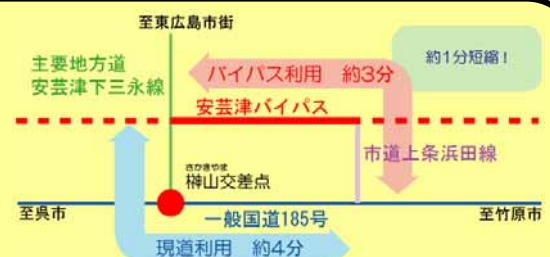 至東広島市街
主要地方道
安芸津下三永線
バイパス利用 約3分
約1分短縮！
安芸津バイパス
市道上条浜田線
さかきやま
榊山交差点
至呉市
一般国道185号
至竹原市
現道利用 約4分